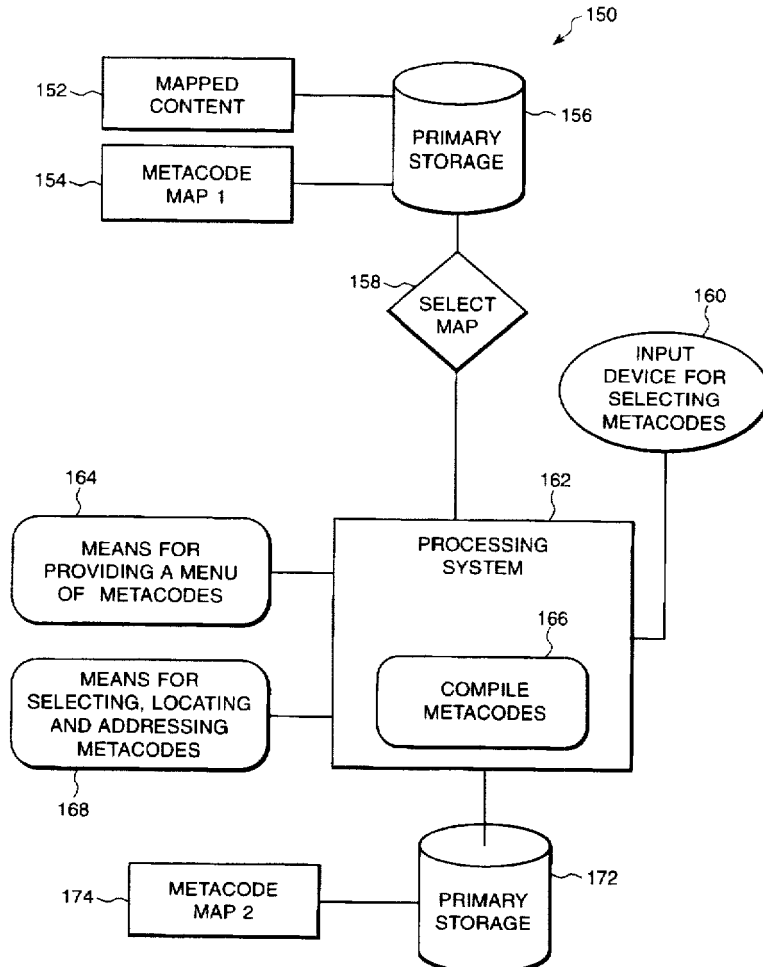 150
152
MAPPED
CONTENT
154
METACODE
MAP 1
PRIMARY
STORAGE
156
158
SELECT
MAP
160
INPUT
DEVICE FOR
SELECTING
METACODES
164
MEANS FOR
PROVIDING A MENU
OF METACODES
162
PROCESSING
SYSTEM
166
COMPILE
METACODES
MEANS FOR
SELECTING, LOCATING
AND ADDRESSING
METACODES
168
174
METACODE
MAP 2
PRIMARY
STORAGE
172